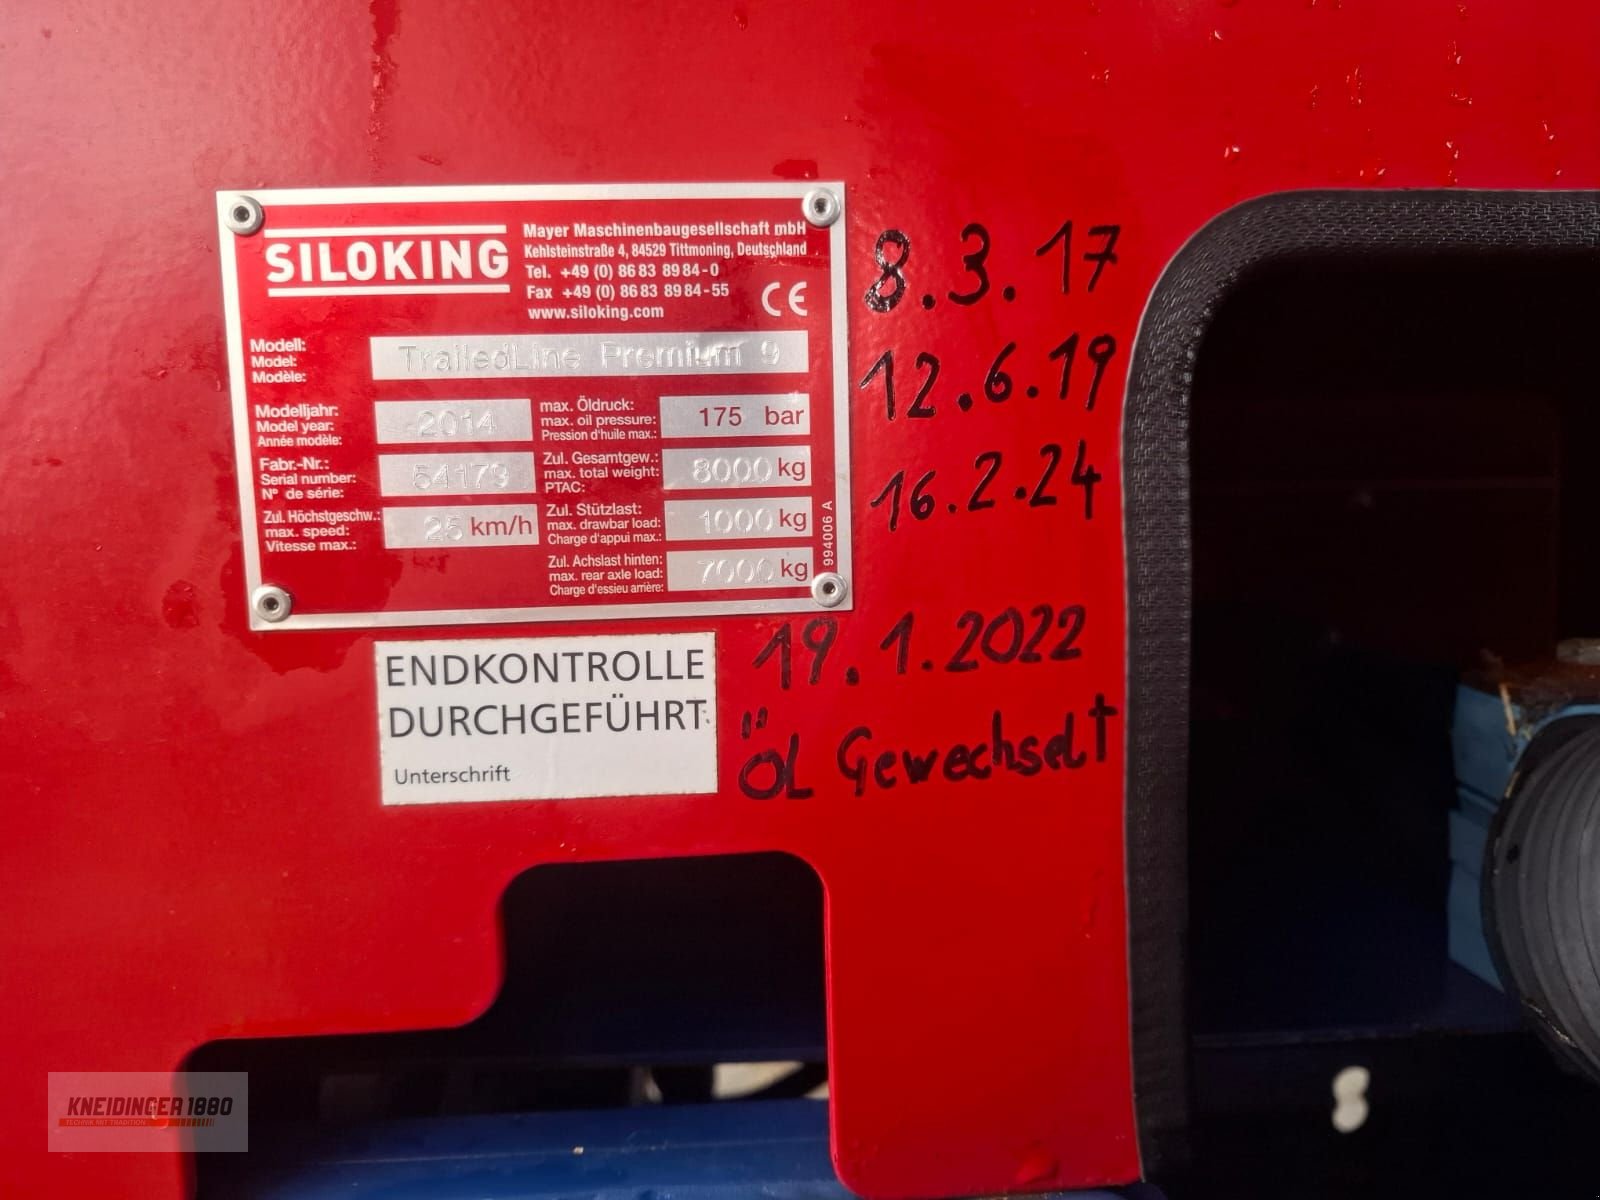 SILOKING
Mayer Maschinenbaugesellschaft mbH
Kehlsteinstraße 4, 84529 Tittmoning, Deutschland
Tel. +49 (0) 86 83 89 84-0
Fax +49 (0) 86 83 89 84-55
www.siloking.com
CE
Modell:
Model:
Modèle:
TrailedLine Premium 9
Modelljahr:
Model year:
Année modèle:
2014
max. Öldruck:
max. oil pressure:
Pression d'huile max.:
175 bar
Fabr.-Nr.:
Serial number:
N° de série:
54179
Zul. Gesamtgew.:
max. total weight:
PTAC:
8000 kg
Zul. Höchstgeschw.:
max. speed:
Vitesse max.:
25 km/h
Zul. Stützlast:
max. drawbar load:
Charge d'appui max.:
1000 kg
Zul. Achslast hinten:
max. rear axle load:
Charge d'essieu arrière:
7000 kg
994006 A
8.3.17
12.6.19
16.2.24
19.1.2022
Öl Gewechselt
ENDKONTROLLE
DURCHGEFÜHRT:
Unterschrift
KNEIDINGER 1880
TECHNIK MIT TRADITION